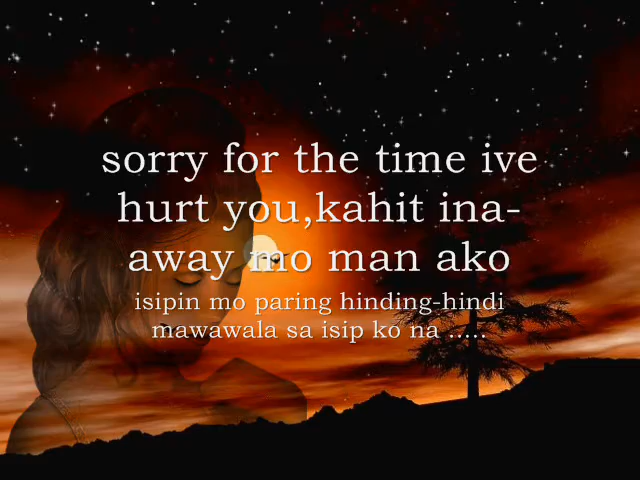 sorry for the time ive
hurt you,kahit ina-
away mo man ako
isipin mo paring hinding-hindi
mawawala sa isip ko na .....